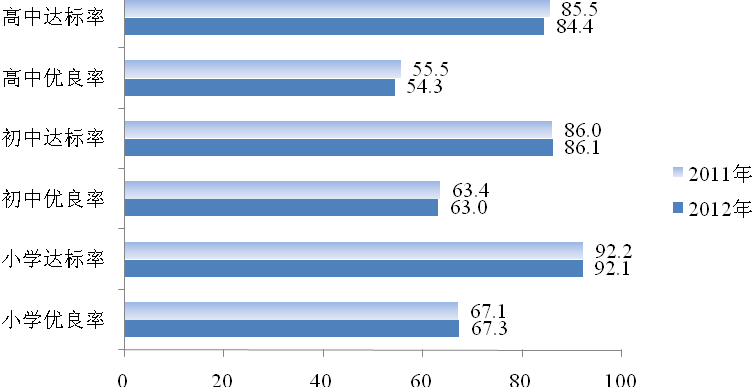 高中达标率 85.5
84.4
高中优良率 55.5
54.3
初中达标率 86.0
86.1
初中优良率 63.4
63.0
小学达标率 92.2
92.1
小学优良率 67.1
67.3
2011年
2012年
0 20 40 60 80 100